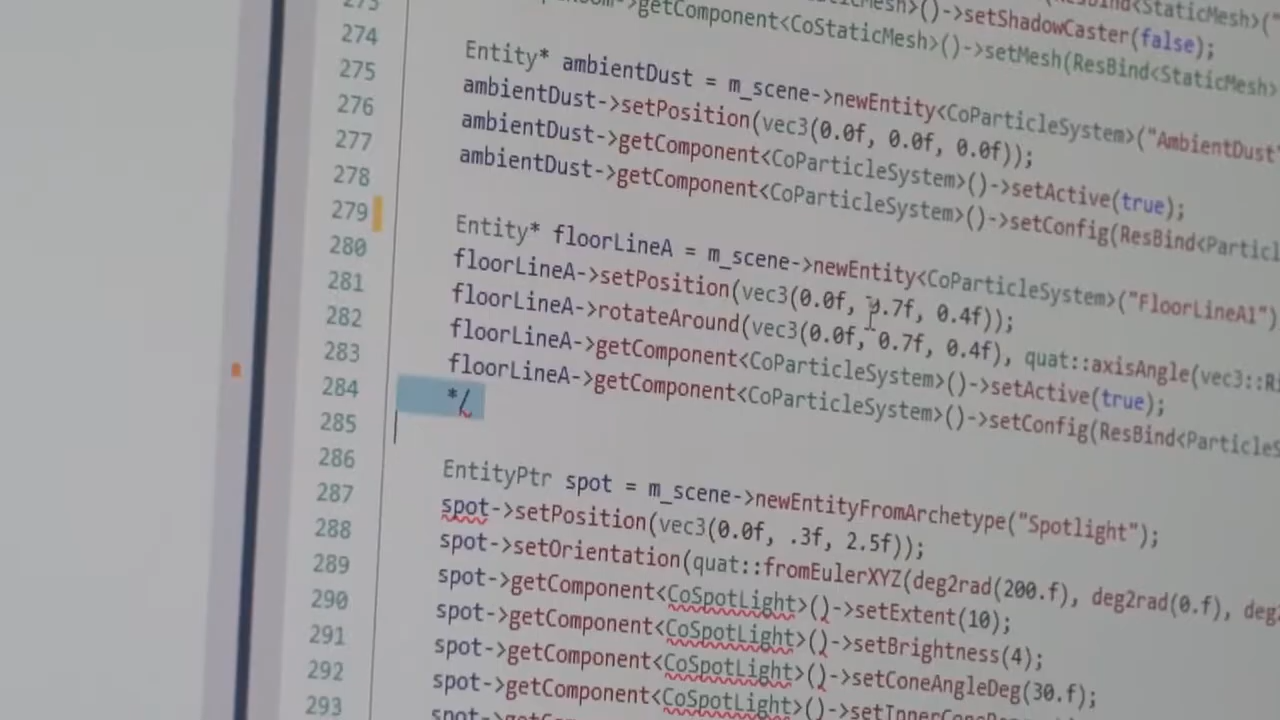 273
->getComponent<CoStaticMesh>()->setShadowCaster(false);
274
->getComponent<CoStaticMesh>()->setMesh(ResBind<StaticMesh>
275 Entity* ambientDust = m_scene->newEntity<CoParticleSystem>("AmbientDust"
276 ambientDust->setPosition(vec3(0.0f, 0.0f, 0.0f));
277 ambientDust->getComponent<CoParticleSystem>()->setActive(true);
278 ambientDust->getComponent<CoParticleSystem>()->setConfig(ResBind<Particl
279
280 Entity* floorLineA = m_scene->newEntity<CoParticleSystem>("FloorLineA1")
281 floorLineA->setPosition(vec3(0.0f, 0.7f, 0.4f));
282 floorLineA->rotateAround(vec3(0.0f, 0.7f, 0.4f), quat::axisAngle(vec3::Ri
283 floorLineA->getComponent<CoParticleSystem>()->setActive(true);
284 floorLineA->getComponent<CoParticleSystem>()->setConfig(ResBind<ParticleS
285 */
286
287 EntityPtr spot = m_scene->newEntityFromArchetype("Spotlight");
288 spot->setPosition(vec3(0.0f, .3f, 2.5f));
289 spot->setOrientation(quat::fromEulerXYZ(deg2rad(200.f), deg2rad(0.f), deg
290 spot->getComponent<CoSpotLight>()->setExtent(10);
291 spot->getComponent<CoSpotLight>()->setBrightness(4);
292 spot->getComponent<CoSpotLight>()->setConeAngleDeg(30.f);
293 spot->getComponent<CoSpotLight>()->setInnerCone